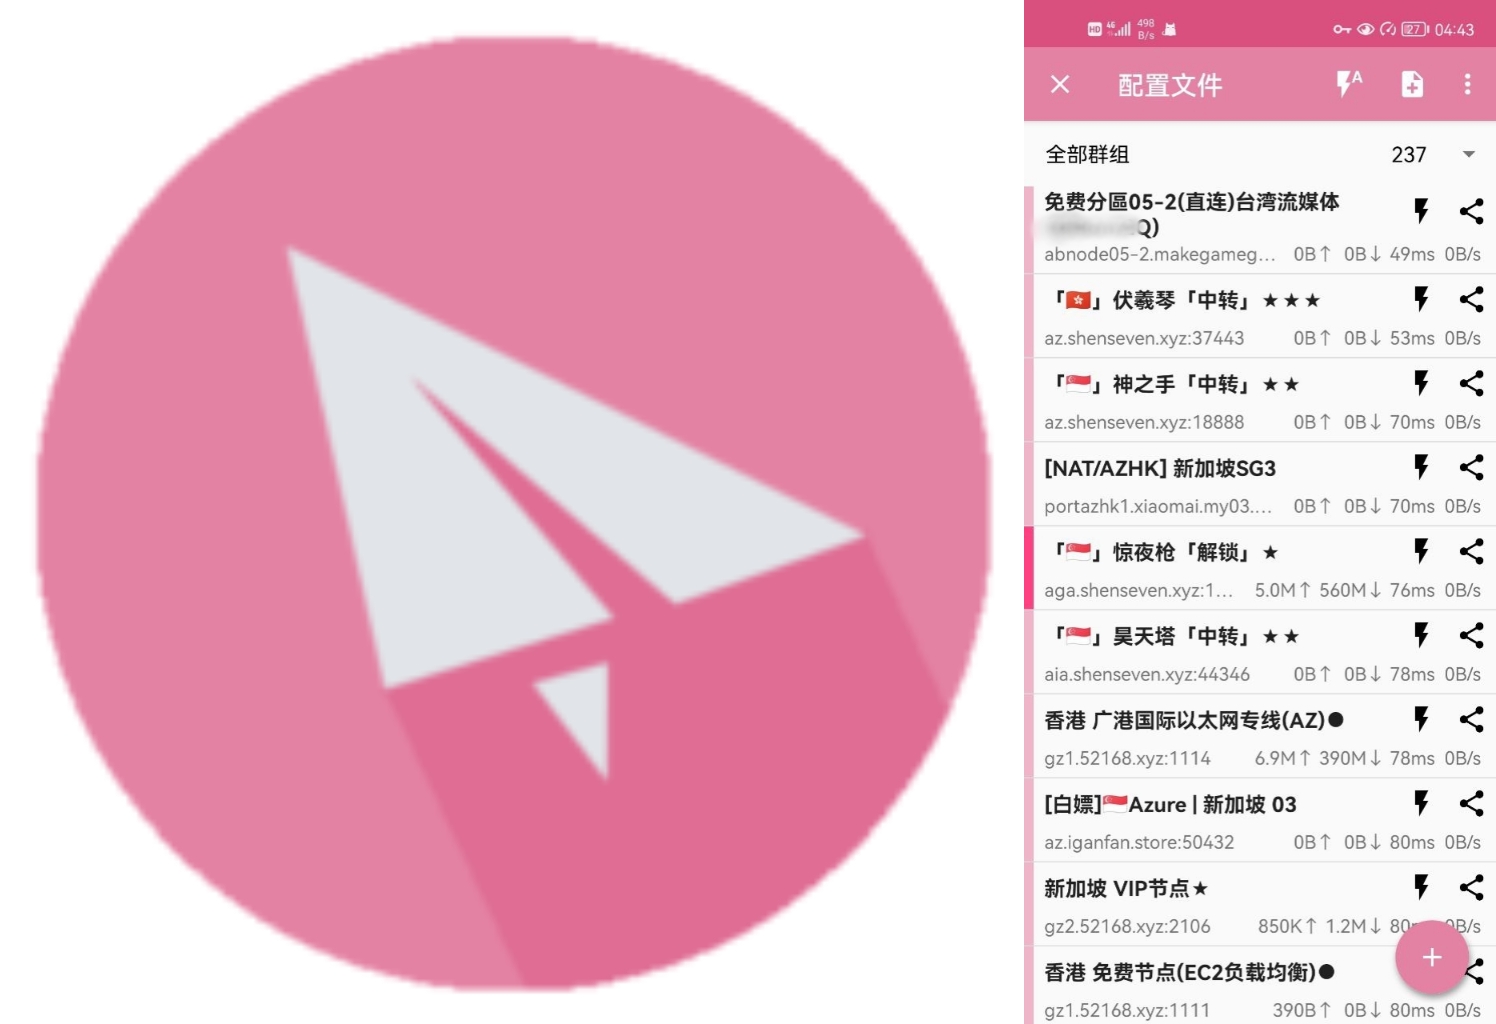 HD 4G 498 B/s 27 04:43
配置文件 A
全部群组 237
免费分區05-2(直连)台湾流媒体
Q)
abnode05-2.makegameg... 0B↑ 0B↓ 49ms 0B/s
「🇭🇰」伏羲琴「中转」★★★
az.shenseven.xyz:37443 0B↑ 0B↓ 53ms 0B/s
「🇸🇬」神之手「中转」★★
az.shenseven.xyz:18888 0B↑ 0B↓ 70ms 0B/s
[NAT/AZHK] 新加坡SG3
portazhk1.xiaomai.my03.... 0B↑ 0B↓ 70ms 0B/s
「🇸🇬」惊夜枪「解锁」★
aga.shenseven.xyz:1... 5.0M↑ 560M↓ 76ms 0B/s
「🇸🇬」昊天塔「中转」★★
aia.shenseven.xyz:44346 0B↑ 0B↓ 78ms 0B/s
香港 广港国际以太网专线(AZ)●
gz1.52168.xyz:1114 6.9M↑ 390M↓ 78ms 0B/s
[白嫖]🇸🇬Azure | 新加坡 03
az.iganfan.store:50432 0B↑ 0B↓ 80ms 0B/s
新加坡 VIP节点★
gz2.52168.xyz:2106 850K↑ 1.2M↓ 80 B/s
香港 免费节点(EC2负载均衡)●
gz1.52168.xyz:1111 390B↑ 0B↓ 80ms 0B/s